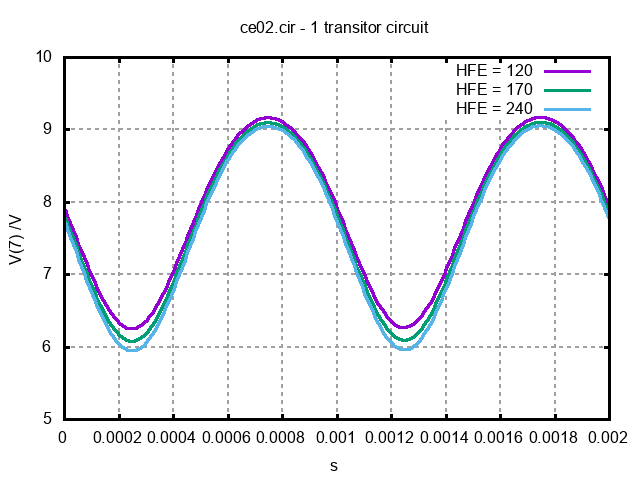 ce02.cir - 1 transitor circuit
HFE = 120
HFE = 170
HFE = 240
V(7) /V
10
9
8
7
6
5
0 0.0002 0.0004 0.0006 0.0008 0.001 0.0012 0.0014 0.0016 0.0018 0.002
s